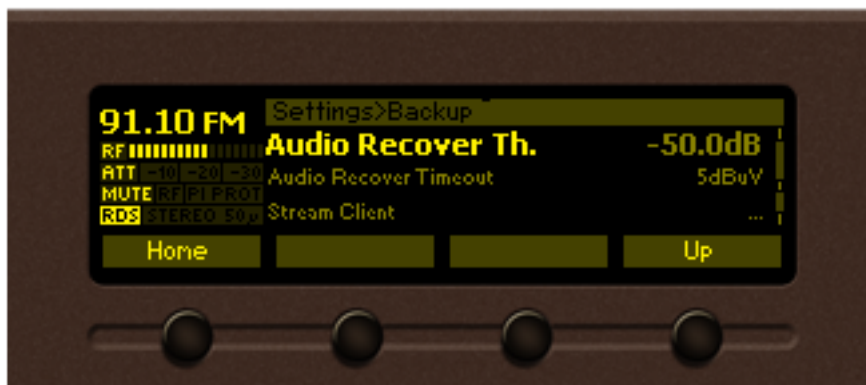 91.10 FM
Settings>Backup
RF
Audio Recover Th. -50.0dB
ATT -10 -20 -30
Audio Recover Timeout 5dBuV
MUTE RF PI PROT
RDS STEREO 50µ
Stream Client ...
Home Up